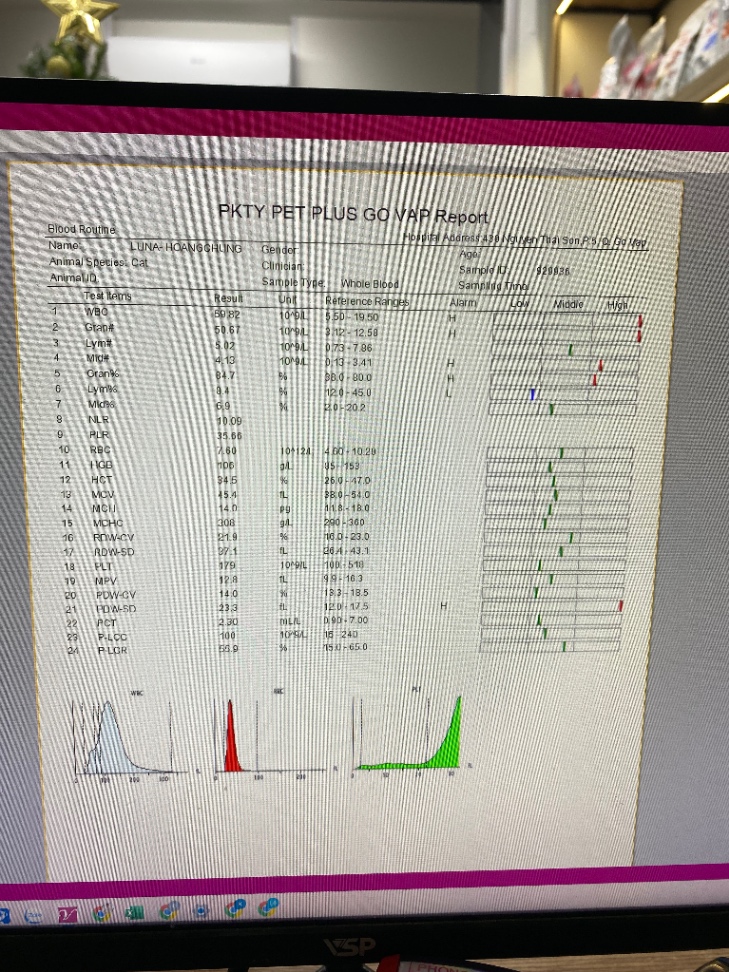 PKTY PET PLUS GO VAP Report
Blood Routine Hospital Address:430 Nguyen Thai Son,P.5, Q. Go Vap
Name: LUNA- HOANGCHUNG Gender: Age:
Animal Species: Cat Clinician: Sample ID: 929936
Animal ID: Sample Type: Whole Blood Sampling Time
Test Items Result Unit Reference Ranges Alarm Low Middle High
1 WBC 59.82 10^9/L 5.50 - 19.50 H
2 Gran# 50.67 10^9/L 3.12 - 12.58 H
3 Lym# 5.02 10^9/L 0.73 - 7.86
4 Mid# 4.13 10^9/L 0.13 - 3.41 H
5 Gran% 84.7 % 38.0 - 80.0 H
6 Lym% 8.4 % 12.0 - 45.0 L
7 Mid% 6.9 % 2.0 - 20.2
8 NLR 10.09
9 PLR 35.66
10 RBC 7.60 10^12/L 4.60 - 10.20
11 HGB 106 g/L 85 - 153
12 HCT 34.5 % 26.0 - 47.0
13 MCV 45.4 fL 38.0 - 54.0
14 MCH 14.0 pg 11.8 - 18.0
15 MCHC 308 g/L 290 - 360
16 RDW-CV 21.9 % 16.0 - 23.0
17 RDW-SD 37.1 fL 26.4 - 43.1
18 PLT 179 10^9/L 100 - 518
19 MPV 12.8 fL 9.9 - 16.3
20 PDW-CV 14.0 % 13.3 - 18.5
21 PDW-SD 23.3 fL 12.0 - 17.5 H
22 PCT 2.30 mL/L 0.90 - 7.00
23 P-LCC 100 10^9/L 15 - 240
24 P-LCR 55.9 % 15.0 - 65.0
WBC RBC PLT
VSP